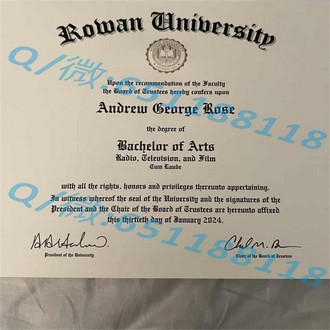 Rowan University
Upon the recommendation of the Faculty
the Board of Trustees hereby confers upon
Andrew George Rose
the degree of
Bachelor of Arts
Radio, Television, and Film
Cum Laude
with all the rights, honors and privileges thereunto appertaining.
In witness whereof the seal of the University and the signatures of the
President and the Chair of the Board of Trustees are hereunto affixed
this thirtieth day of January 2024.
President of the University
Chair of the Board of Trustees
Q/微:651188118
Q/微:651188118